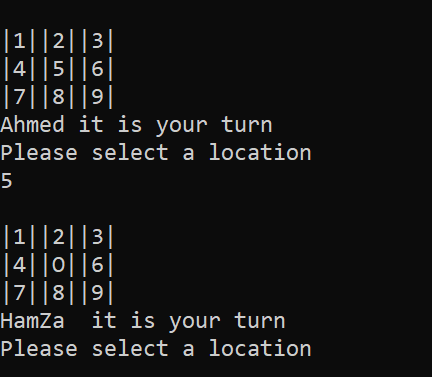 |1||2||3|
|4||5||6|
|7||8||9|
Ahmed it is your turn
Please select a location
5
|1||2||3|
|4||O||6|
|7||8||9|
HamZa  it is your turn
Please select a location